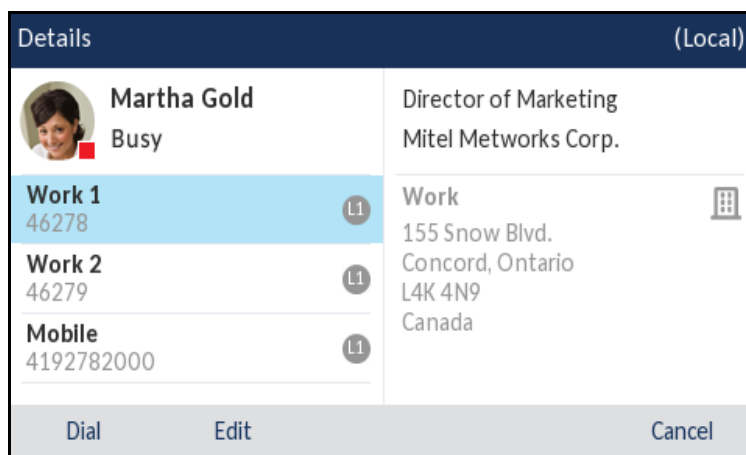 Details
(Local)
Martha Gold
Busy
Work 1
46278
L1
Work 2
46279
L1
Mobile
4192782000
L1
Director of Marketing
Mitel Metworks Corp.
Work
155 Snow Blvd.
Concord, Ontario
L4K 4N9
Canada
Dial
Edit
Cancel